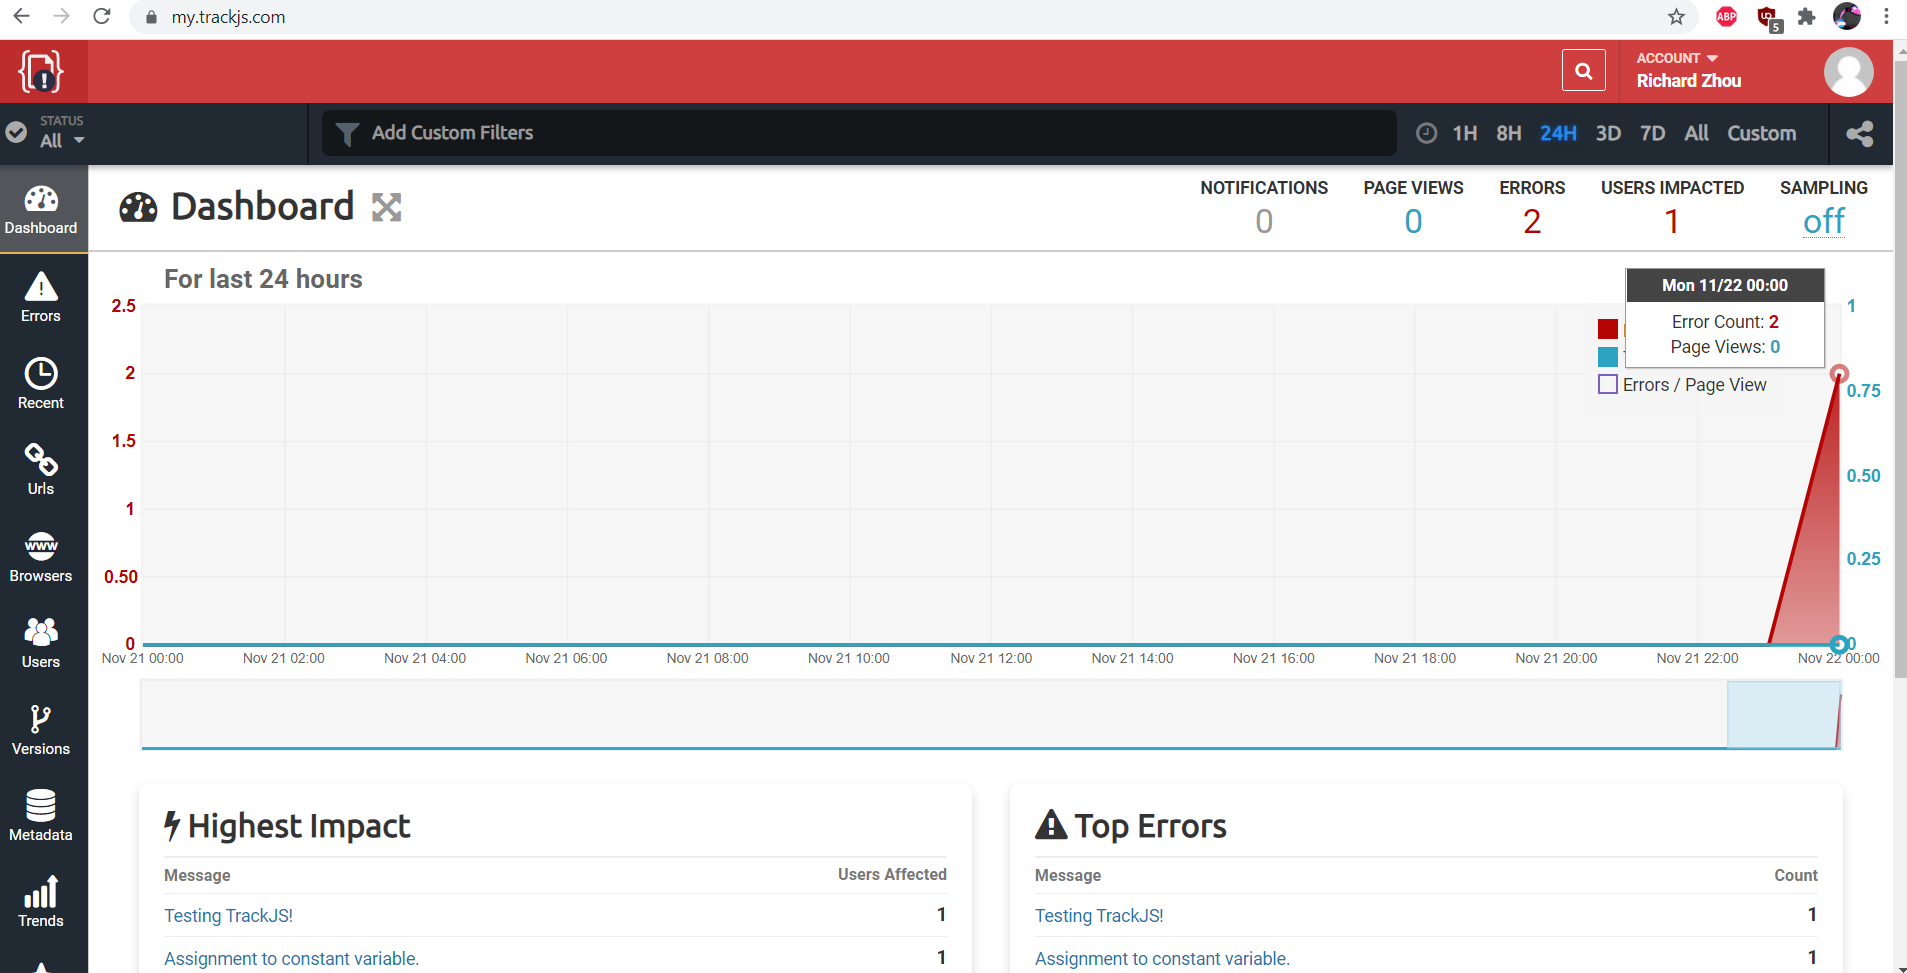 my.trackjs.com
ABP
5
ACCOUNT
Richard Zhou
STATUS
All
Add Custom Filters
1H 8H 24H 3D 7D All Custom
Dashboard
Errors
Recent
Urls
www
Browsers
Users
Versions
Metadata
Trends
Dashboard
NOTIFICATIONS
0
PAGE VIEWS
0
ERRORS
2
USERS IMPACTED
1
SAMPLING
off
For last 24 hours
Mon 11/22 00:00
Error Count: 2
Page Views: 0
Errors / Page View
2.5
2
1.5
1
0.50
0
1
0.75
0.50
0.25
0
Nov 21 00:00 Nov 21 02:00 Nov 21 04:00 Nov 21 06:00 Nov 21 08:00 Nov 21 10:00 Nov 21 12:00 Nov 21 14:00 Nov 21 16:00 Nov 21 18:00 Nov 21 20:00 Nov 21 22:00 Nov 22 00:00
Highest Impact
Message Users Affected
Testing TrackJS! 1
Assignment to constant variable. 1
Top Errors
Message Count
Testing TrackJS! 1
Assignment to constant variable. 1